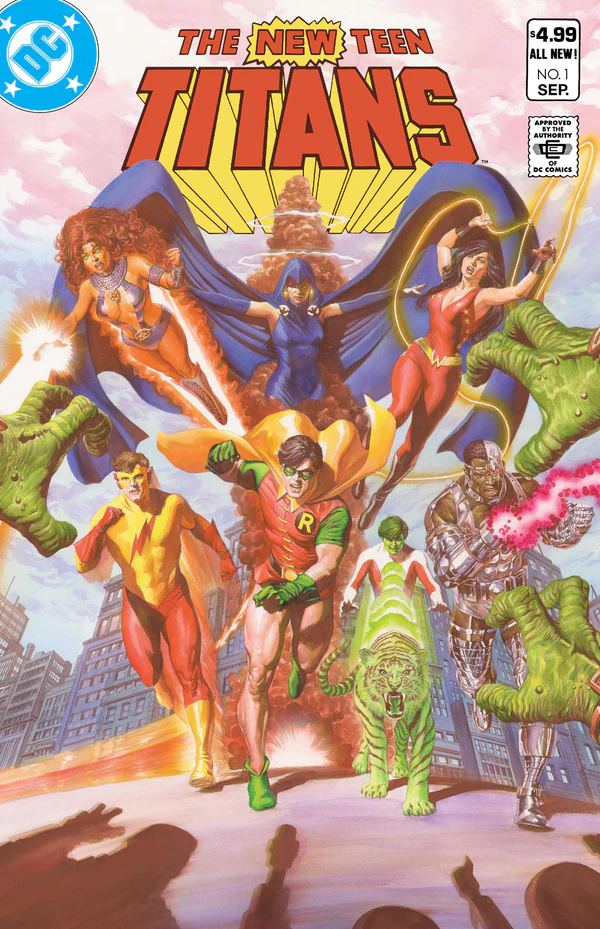 DC
THE NEW TEEN
TITANS
TM
$4.99
ALL NEW!
NO. 1
SEP.
APPROVED
BY THE
AUTHORITY
OF
DC COMICS
R